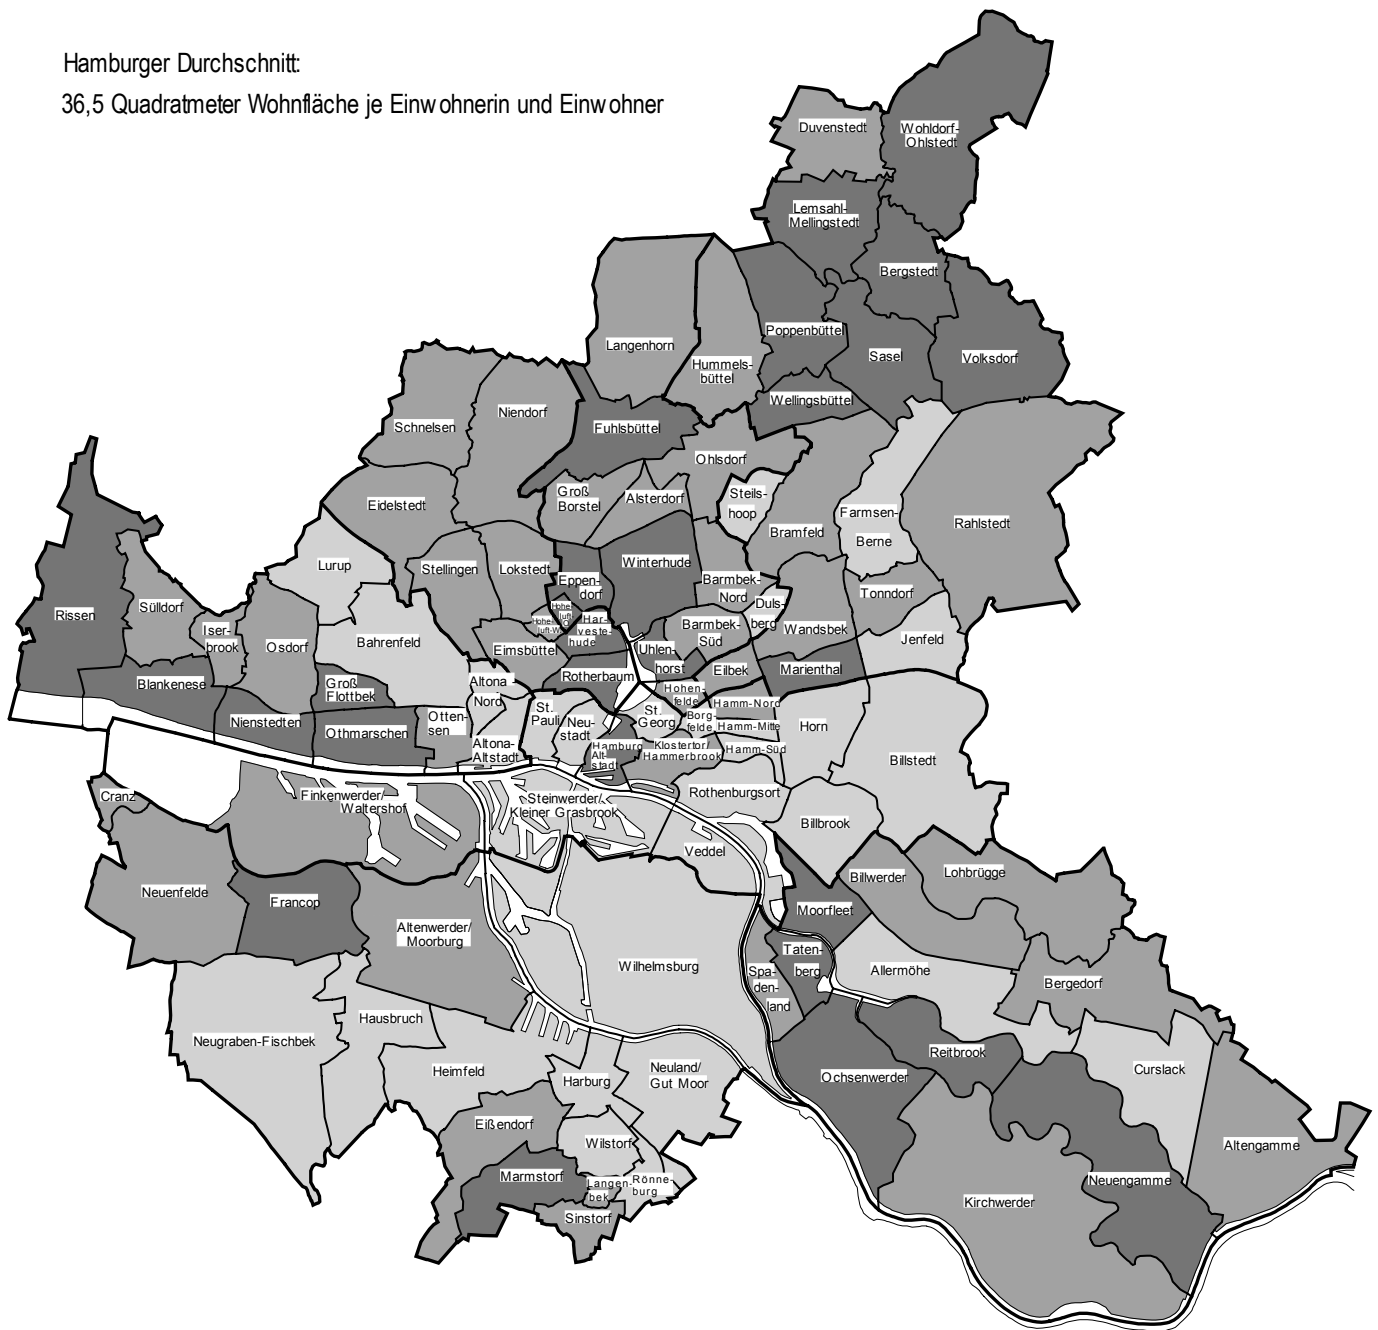 Hamburger Durchschnitt:
36,5 Quadratmeter Wohnfläche je Einwohnerin und Einwohner
Duvenstedt
Wohldorf-
Ohlstedt
Lemsahl-
Mellingstedt
Bergstedt
Poppenbüttel
Sasel
Volksdorf
Langenhorn
Hummels-
büttel
Wellingsbüttel
Niendorf
Schnelsen
Fuhlsbüttel
Ohlsdorf
Groß
Borstel
Alsterdorf
Steils-
hoop
Eidelstedt
Farmsen-
Berne
Bramfeld
Rahlstedt
Lurup
Stellingen
Lokstedt
Winterhude
Eppen-
dorf
Barmbek-
Nord
Tonndorf
Duls-
berg
Rissen
Sülldorf
Iser-
brook
Osdorf
Bahrenfeld
Hohe-
luft-
O
Hohe-
luft-W
Har-
veste-
hude
Barmbek-
Süd
Wandsbek
Jenfeld
Eimsbüttel
Uhlen-
horst
Eilbek
Marienthal
Rotherbaum
Blankenese
Groß
Flottbek
Altona -
Nord
Hohen-
felde
Hamm-Nord
Nienstedten
Othmarschen
Otten-
sen
St.
Pauli
Neu-
stadt
St.
Georg
Borg-
felde
Hamm-Mitte
Horn
Altona-
Altstadt
Hamburg
Alt-
stadt
Klostertor/
Hammerbrook
Hamm-Süd
Billstedt
Cranz
Finkenwerder/
Waltershof
Steinwerder/
Kleiner Grasbrook
Rothenburgsort
Billbrook
Veddel
Neuenfelde
Francop
Billwerder
Lohbrügge
Altenwerder/
Moorburg
Moorfleet
Wilhelmsburg
Spa-
den-
land
Taten-
berg
Allermöhe
Bergedorf
Neugraben-Fischbek
Hausbruch
Heimfeld
Harburg
Neuland/
Gut Moor
Ochsenwerder
Reitbrook
Curslack
Eißendorf
Wilstorf
Altengamme
Marmstorf
Langen-
bek
Rönne-
burg
Sinstorf
Kirchwerder
Neuengamme